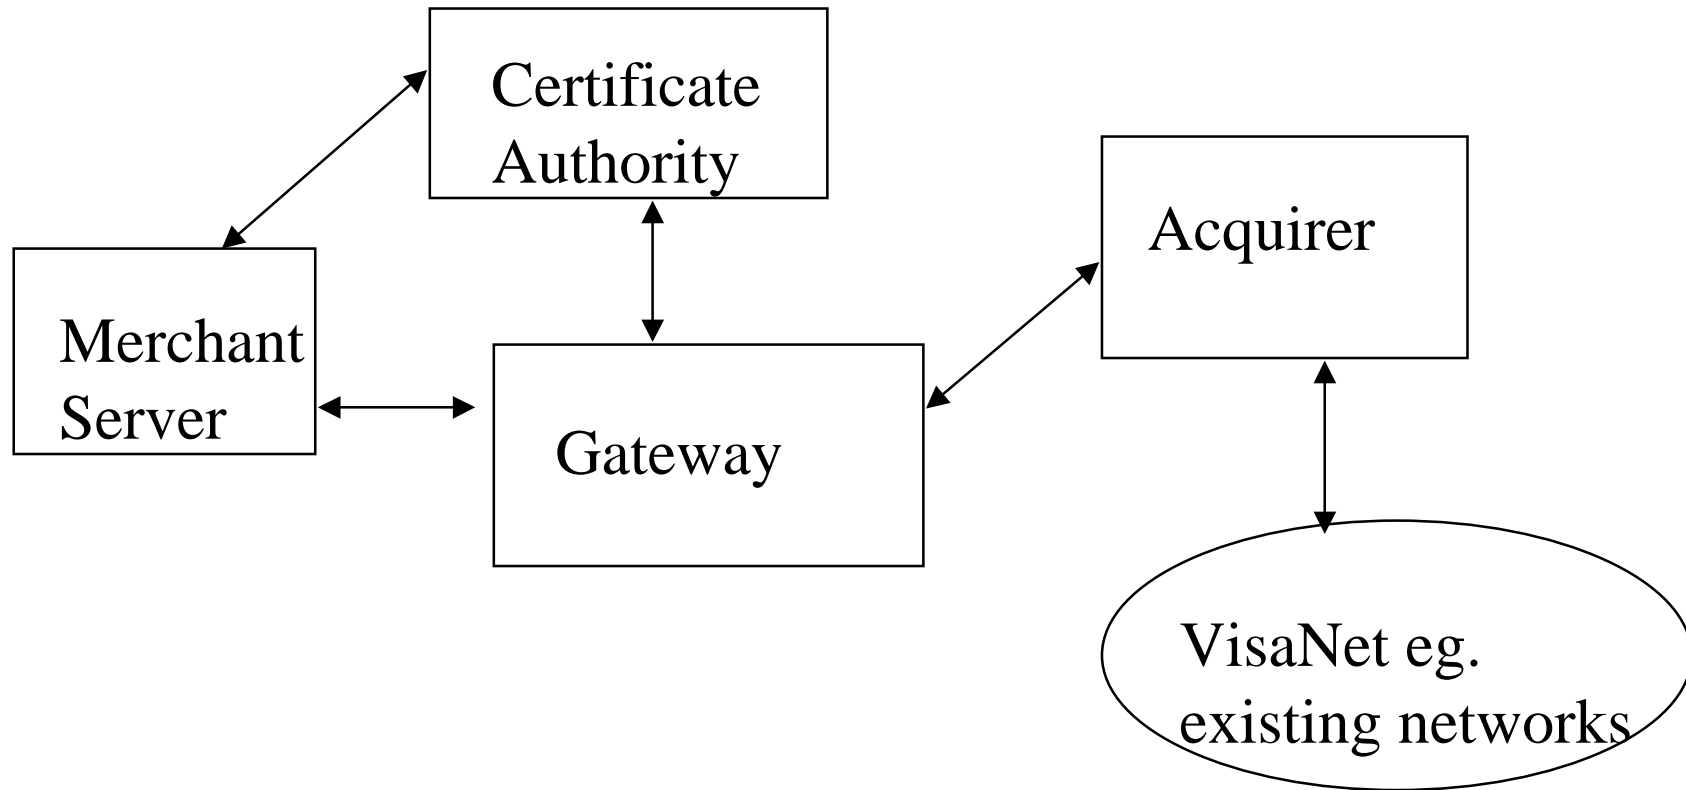 Certificate
Authority
Acquirer
Merchant
Server
Gateway
VisaNet eg.
existing networks